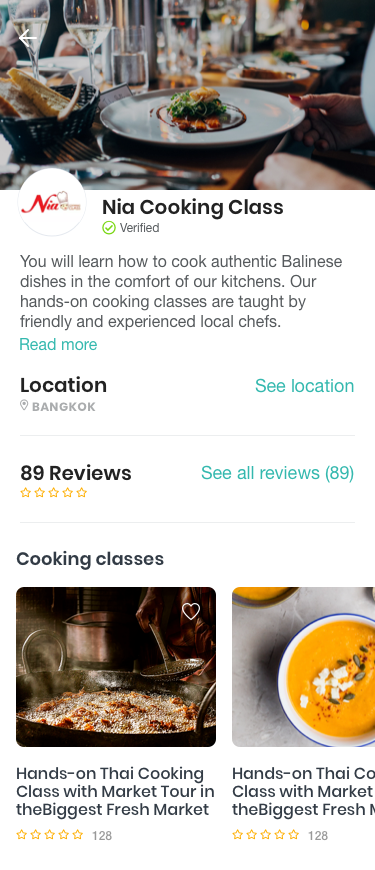 Nia
Nia Cooking Class
Verified
You will learn how to cook authentic Balinese
dishes in the comfort of our kitchens. Our
hands-on cooking classes are taught by
friendly and experienced local chefs.
Read more
Location
See location
BANGKOK
89 Reviews
See all reviews (89)
Cooking classes
Hands-on Thai Cooking
Class with Market Tour in
theBiggest Fresh Market
128
Hands-on Thai Co
Class with Market
theBiggest Fresh M
128